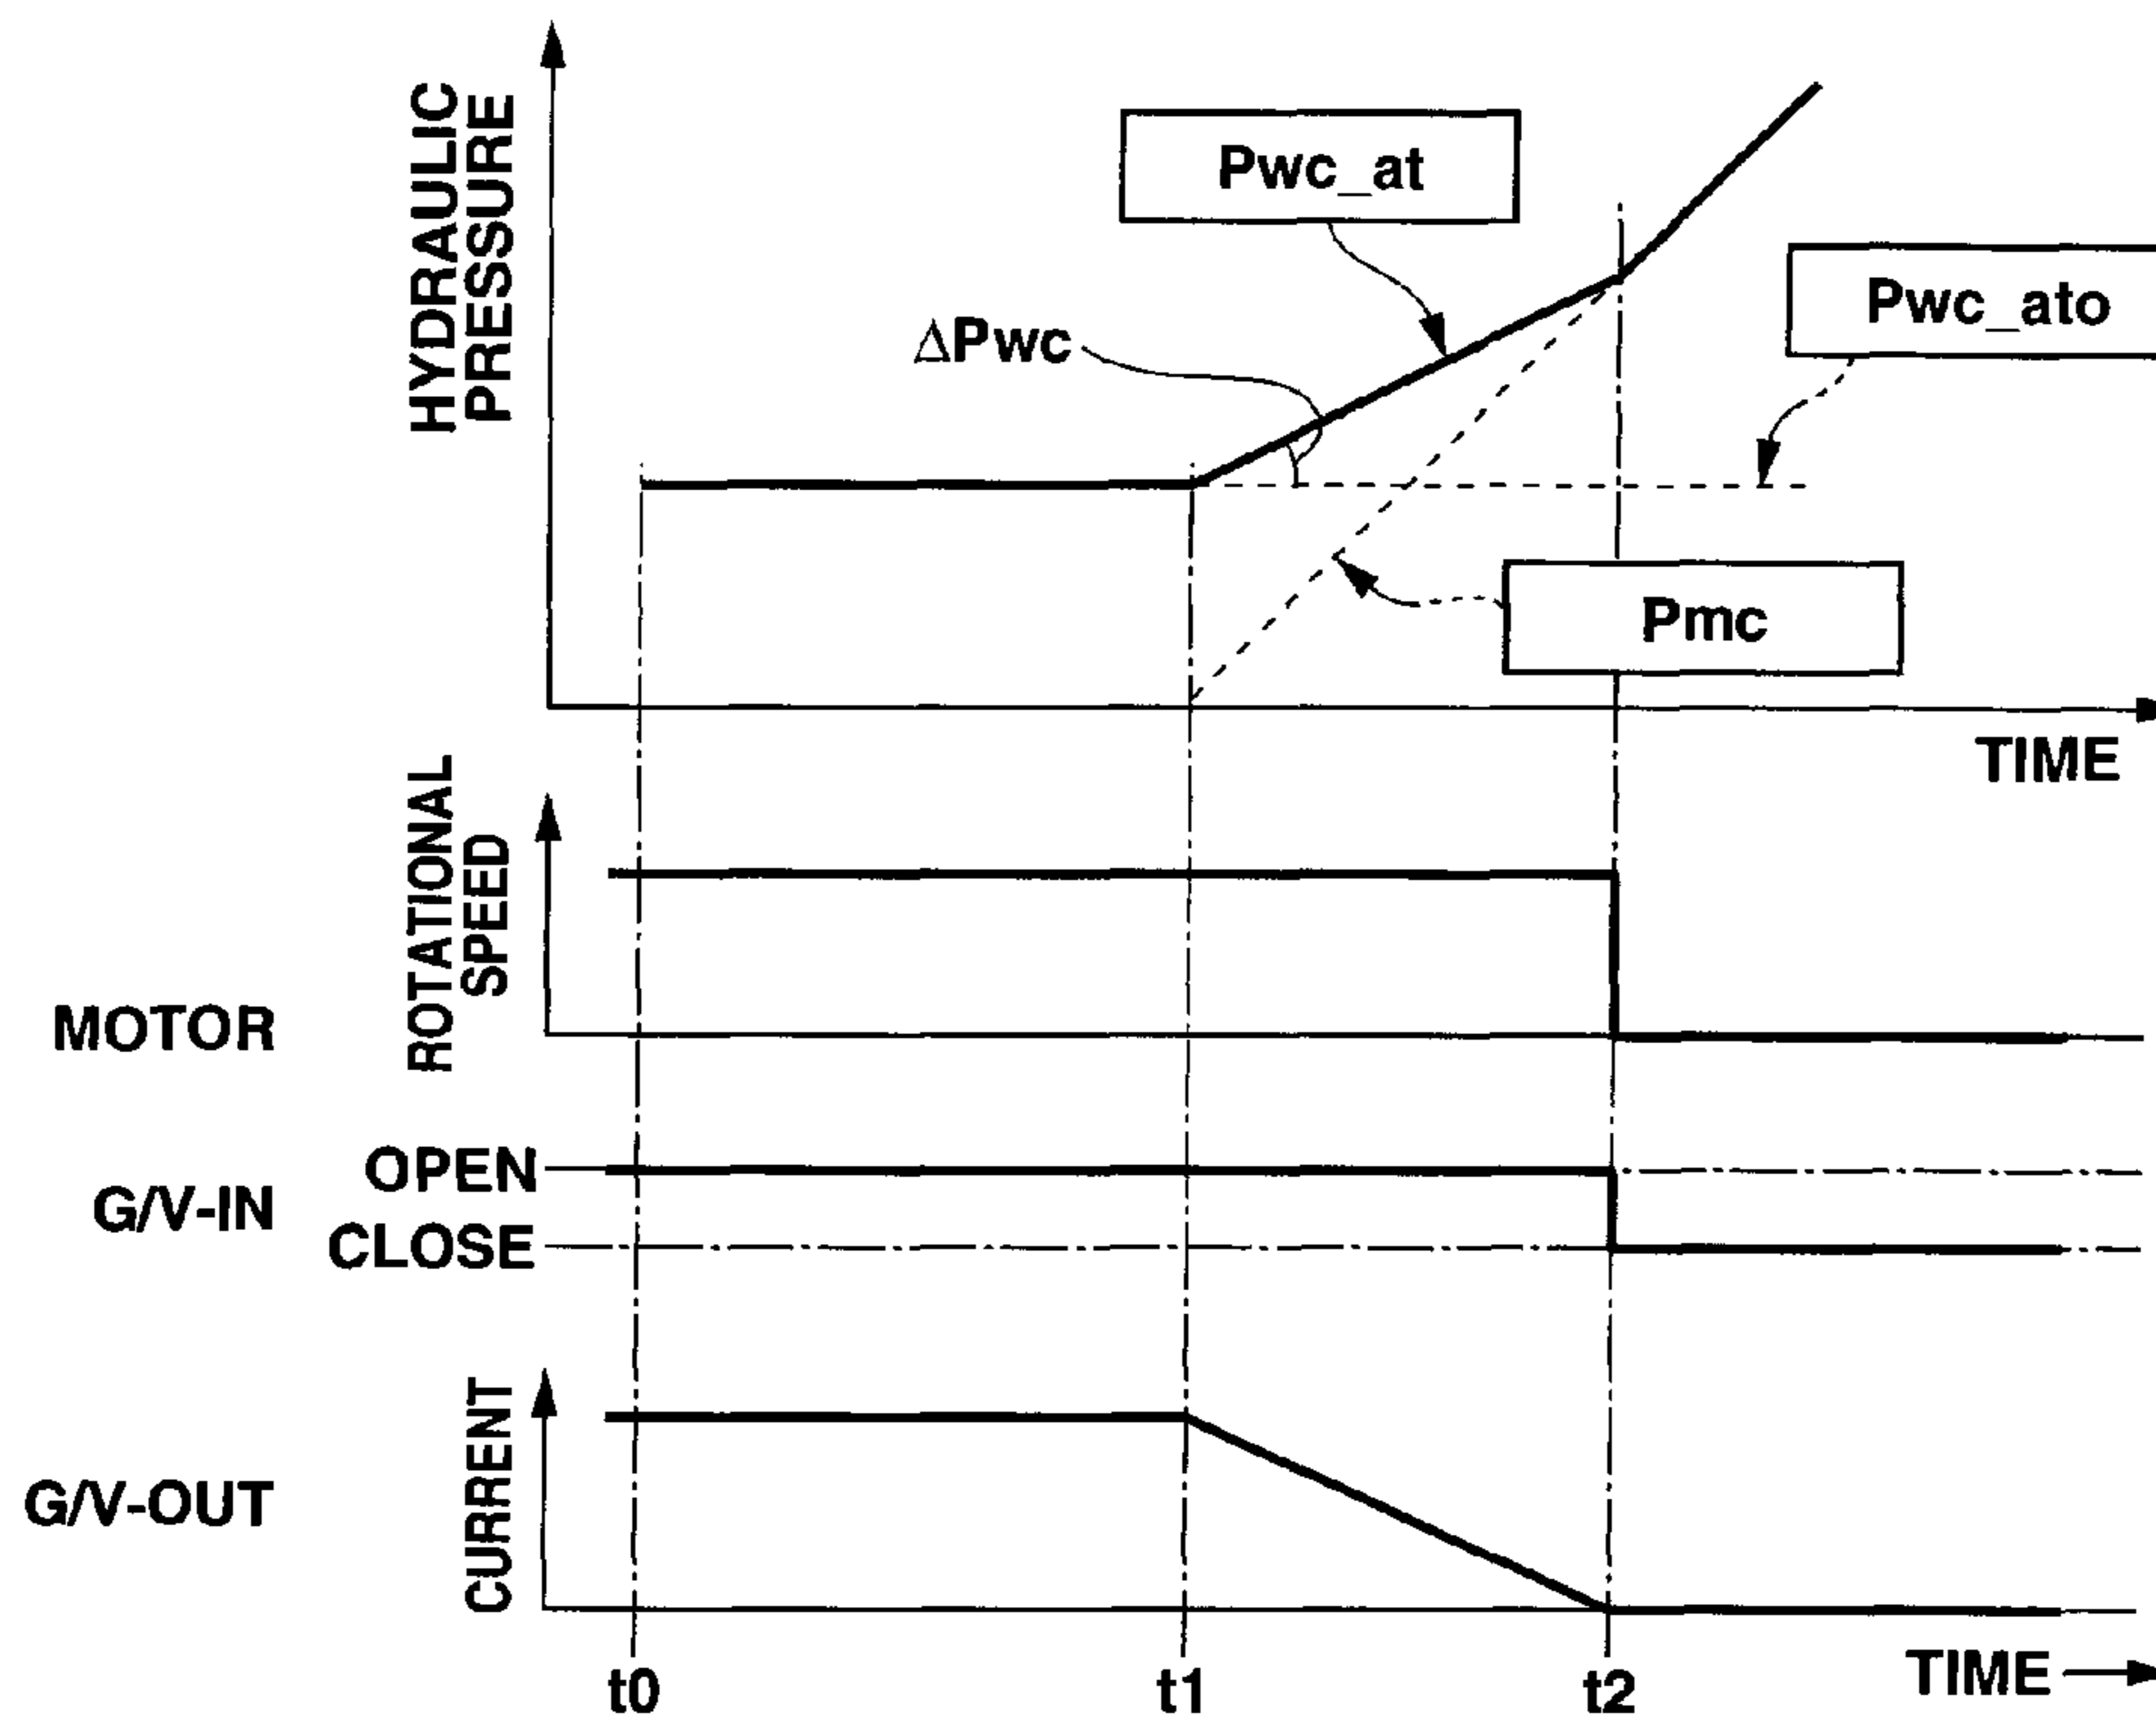 HYDRAULIC
PRESSURE
Pwc_at
Pwc_ato
ΔPwc
Pmc
TIME
ROTATIONAL
SPEED
MOTOR
OPEN
G/V-IN
CLOSE
CURRENT
G/V-OUT
TIME
t0
t1
t2